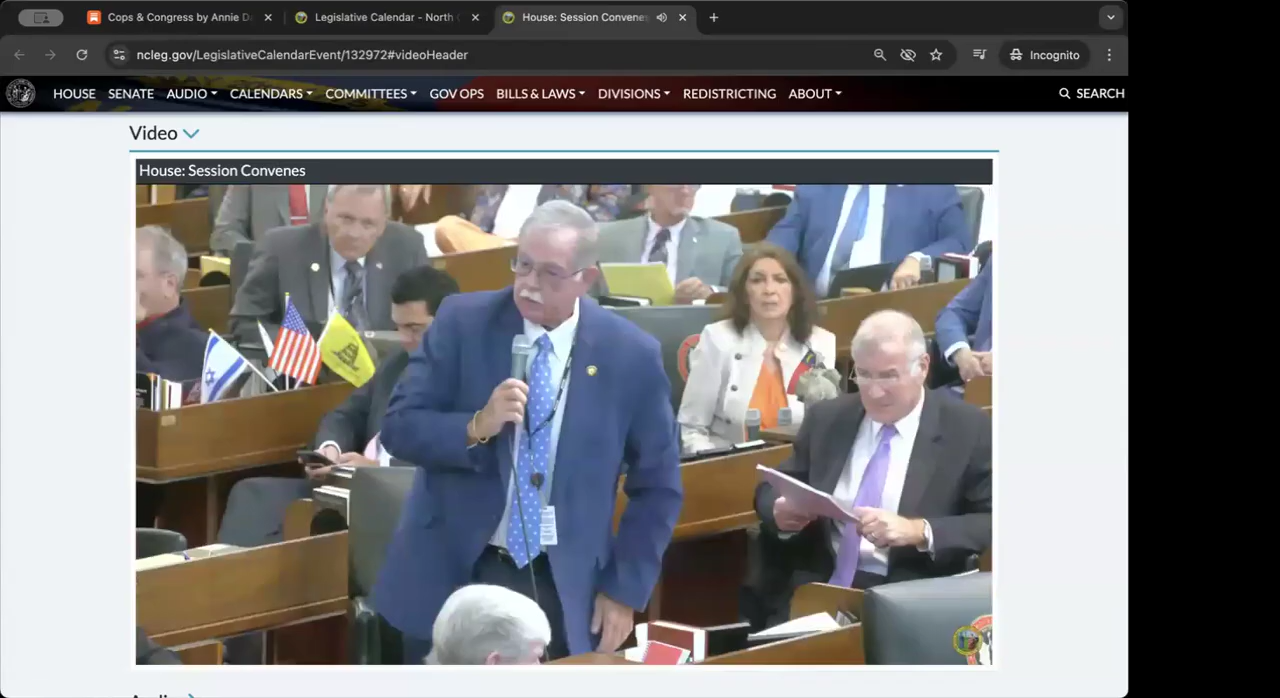 Cops & Congress by Annie D
Legislative Calendar - North C
House: Session Convenes
ncleg.gov/LegislativeCalendarEvent/132972#videoHeader
Incognito
HOUSE SENATE AUDIO CALENDARS COMMITTEES GOV OPS BILLS & LAWS DIVISIONS REDISTRICTING ABOUT SEARCH
Video
House: Session Convenes